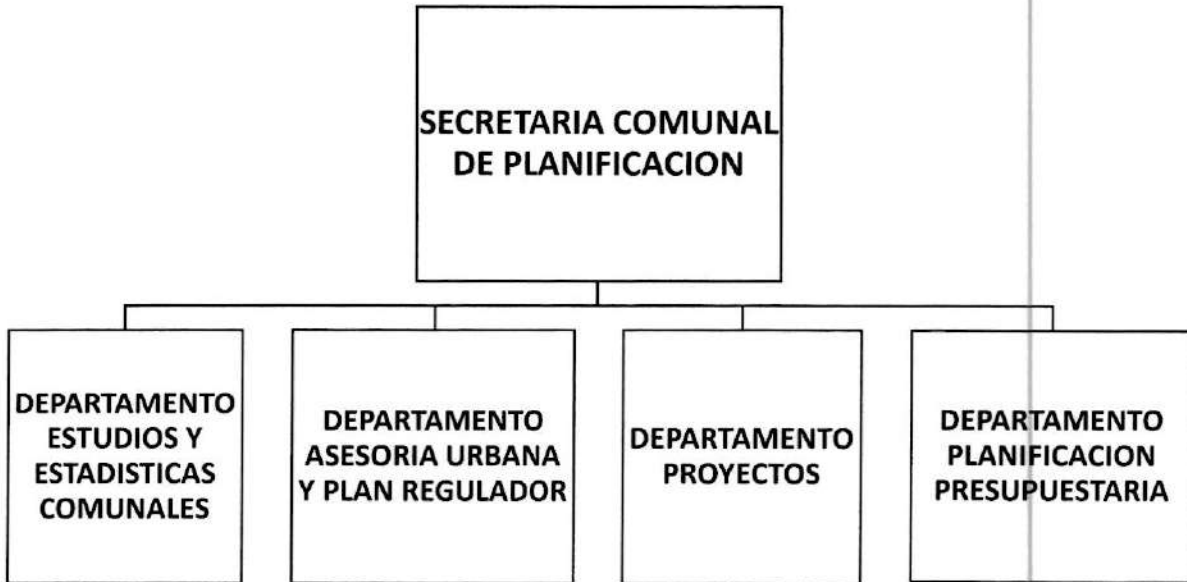 SECRETARIA COMUNAL
DE PLANIFICACION
DEPARTAMENTO
ESTUDIOS Y
ESTADISTICAS
COMUNALES
DEPARTAMENTO
ASESORIA URBANA
Y PLAN REGULADOR
DEPARTAMENTO
PROYECTOS
DEPARTAMENTO
PLANIFICACION
PRESUPUESTARIA